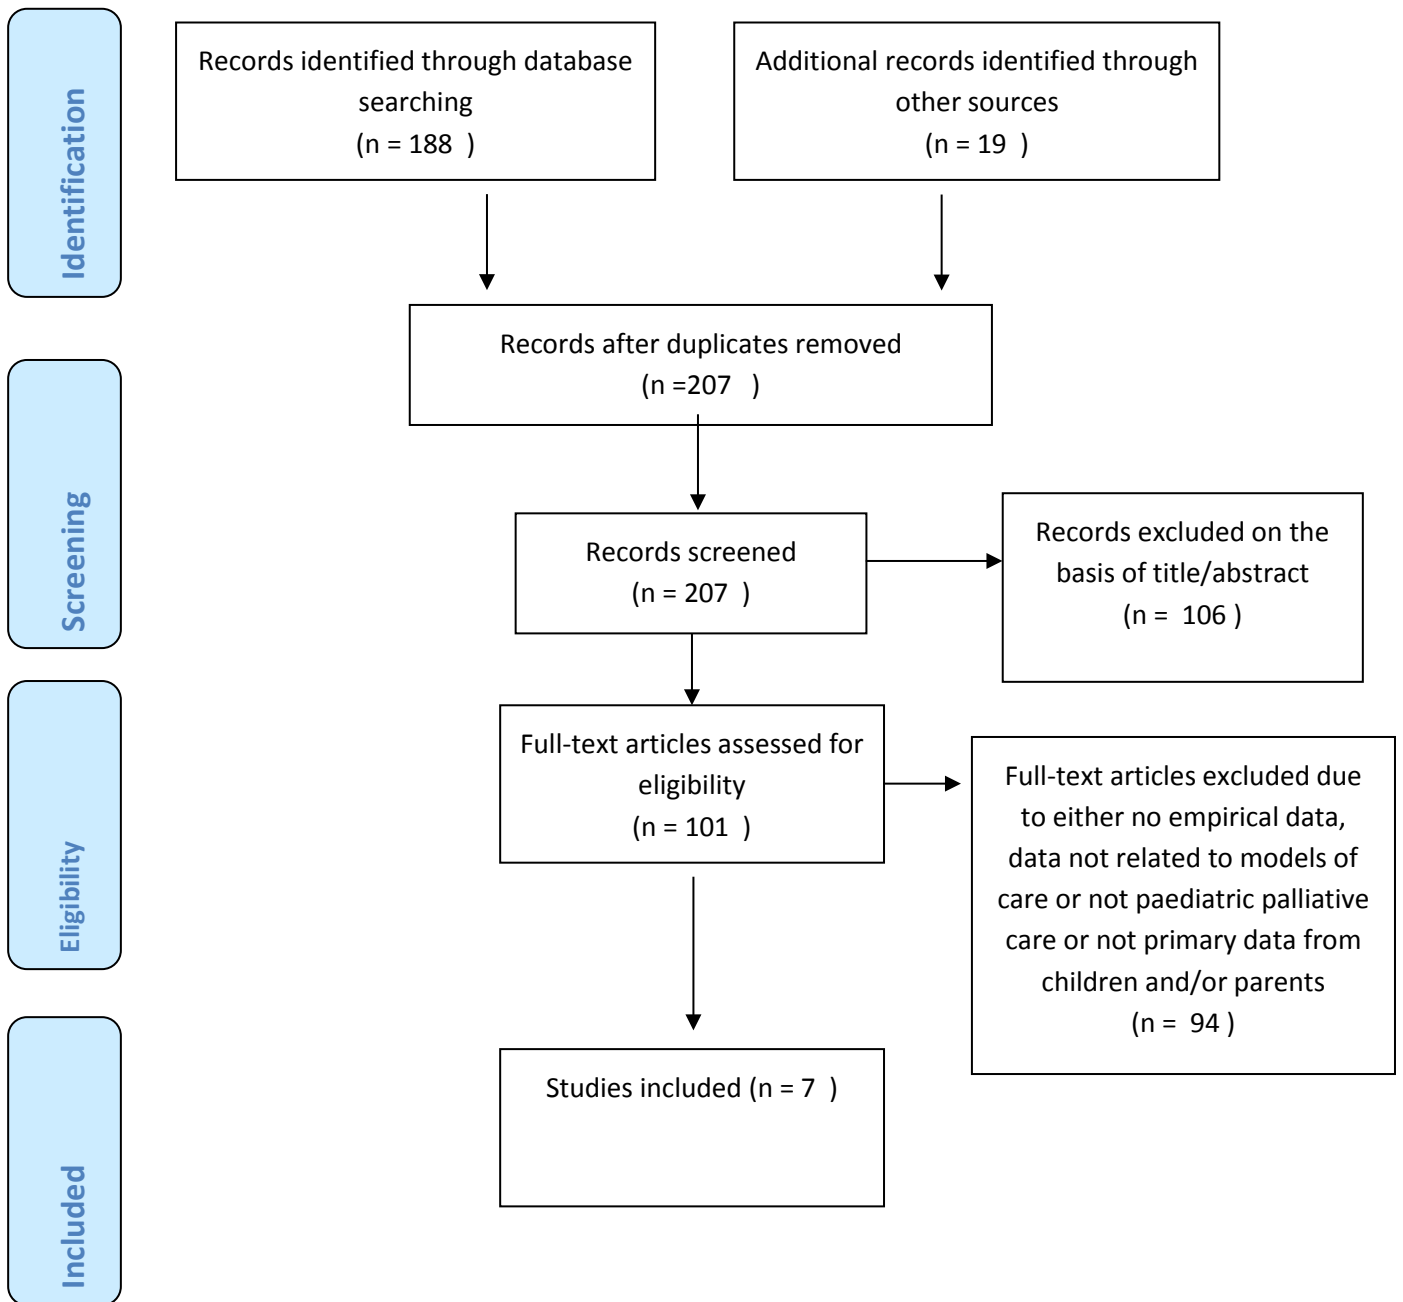 Identification
Records identified through database
searching
(n = 188  )
Additional records identified through
other sources
(n = 19  )
Records after duplicates removed
(n =207   )
Screening
Records screened
(n = 207  )
Records excluded on the
basis of title/abstract
(n =  106 )
Eligibility
Full-text articles assessed for
eligibility
(n = 101  )
Full-text articles excluded due
to either no empirical data,
data not related to models of
care or not paediatric palliative
care or not primary data from
children and/or parents
(n =  94 )
Included
Studies included (n = 7  )